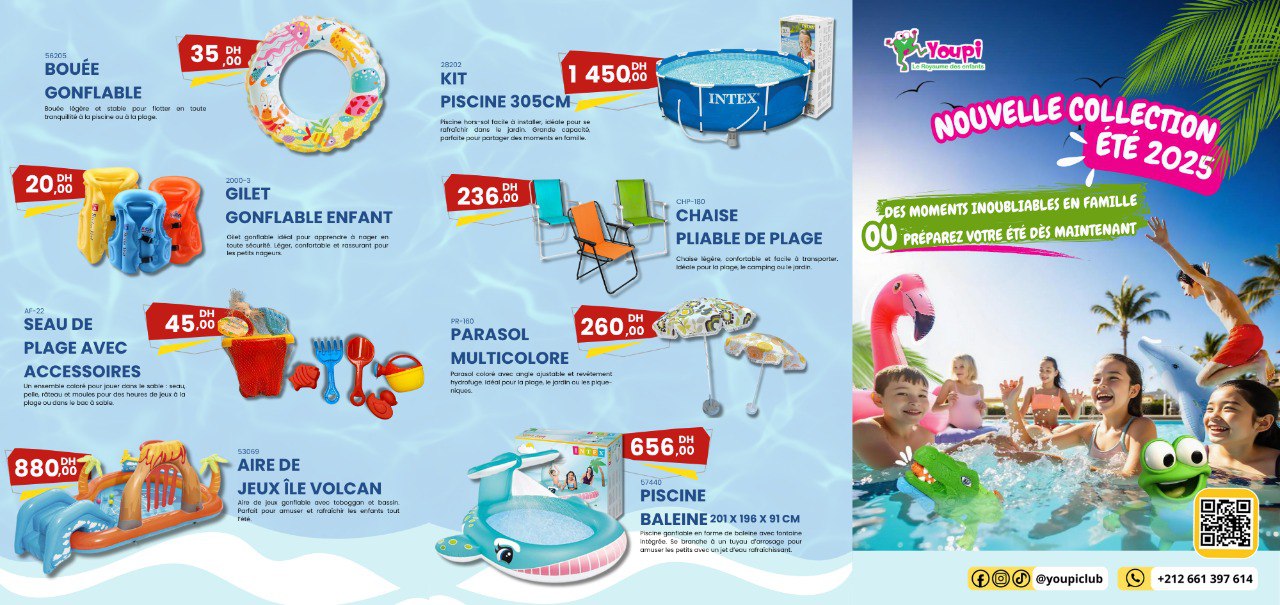 56205
BOUÉE
GONFLABLE
Bouée légère et stable pour flotter en toute
tranquilité à la piscine ou à la plage.
35 DH
,00
2000-3
GILET
GONFLABLE ENFANT
Gilet gonflable idéal pour apprendre à nager en
toute sécurité. Léger, confortable et rassurant pour
les petits nageurs.
20 DH
,00
AF-22
SEAU DE
PLAGE AVEC
ACCESSOIRES
Un ensemble coloré pour jouer dans le sable : seau,
pelle, râteau et moules pour des heures de jeux à la
plage ou dans le bac à sable.
45 DH
,00
53069
AIRE DE
JEUX ÎLE VOLCAN
Aire de jeux gonflable avec toboggan et bassin.
Parfait pour amuser et rafraîchir les enfants tout
l'été.
880 DH
,00
28202
KIT
PISCINE 305CM
Piscine hors-sol facile à installer, idéale pour se
rafraîchir dans le jardin. Grande capacité,
parfaite pour partager des moments en famille.
1 450 DH
,00
INTEX
CHP-180
CHAISE
PLIABLE DE PLAGE
Chaise légère, confortable et facile à transporter.
Idéale pour la plage, le camping ou le jardin.
236 DH
,00
PR-160
PARASOL
MULTICOLORE
Parasol coloré avec angle ajustable et revêtement
hydrofuge. Idéal pour la plage, le jardin ou les pique-
niques.
260 DH
,00
57440
PISCINE
BALEINE 201 X 196 X 91 CM
Piscine gonflable en forme de baleine avec fontaine
intégrée. Se branche à un tuyau d'arrosage pour
amuser les petits avec un jet d'eau rafraîchissant.
656 DH
,00
INTEX
Youpi
Le Royaume des enfants
NOUVELLE COLLECTION
ÉTÉ 2025
DES MOMENTS INOUBLIABLES EN FAMILLE
OU PRÉPAREZ VOTRE ÉTÉ DÈS MAINTENANT
@youpiclub
+212 661 397 614